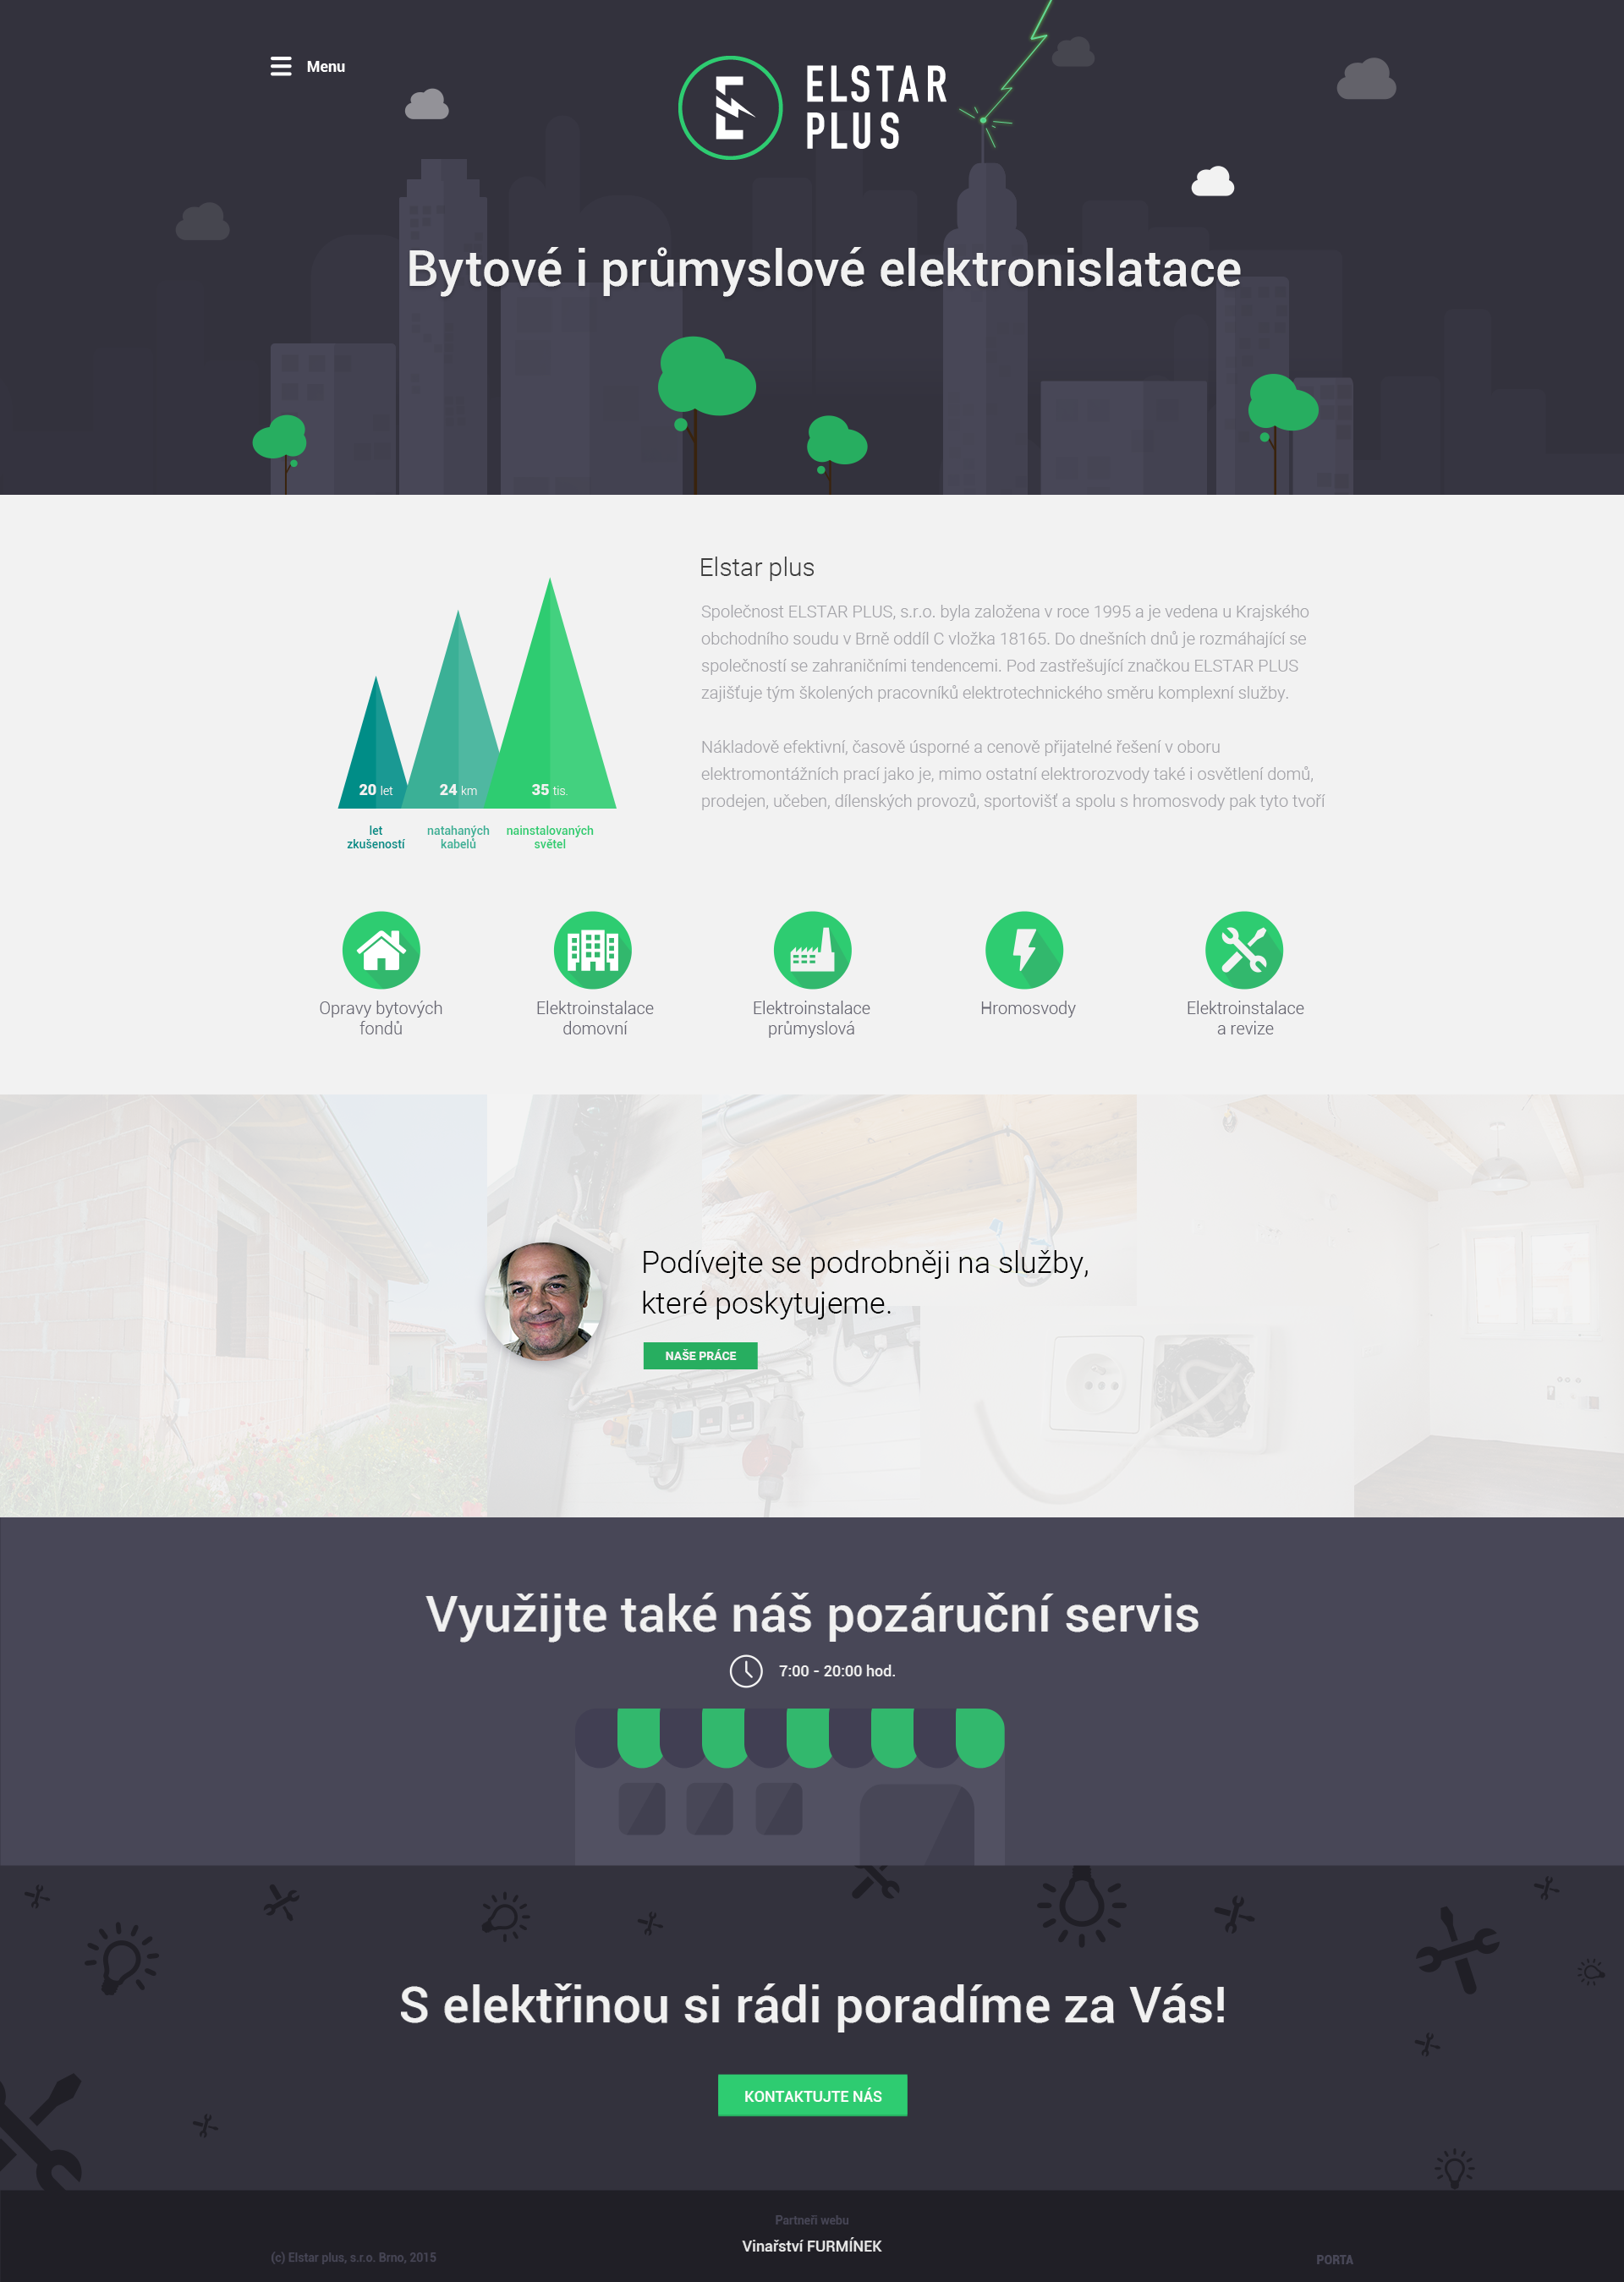 Menu
ELSTAR
PLUS
Bytové i průmyslové elektronislatace
Elstar plus
Společnost ELSTAR PLUS, s.r.o. byla založena v roce 1995 a je vedena u Krajského
obchodního soudu v Brně oddíl C vložka 18165. Do dnešních dnů je rozmáhající se
společností se zahraničními tendencemi. Pod zastřešující značkou ELSTAR PLUS
zajišťuje tým školených pracovníků elektrotechnického směru komplexní služby.
Nákladově efektivní, časově úsporné a cenově přijatelné řešení v oboru
elektromontážních prací jako je, mimo ostatní elektrorozvody také i osvětlení domů,
prodejen, učeben, dílenských provozů, sportovišť a spolu s hromosvody pak tyto tvoří
20 let
24 km
35 tis.
let
zkušeností
natahaných
kabelů
nainstalovaných
světel
Opravy bytových
fondů
Elektroinstalace
domovní
Elektroinstalace
průmyslová
Hromosvody
Elektroinstalace
a revize
Podívejte se podrobněji na služby,
které poskytujeme.
NAŠE PRÁCE
Využijte také náš pozáruční servis
7:00 - 20:00 hod.
S elektřinou si rádi poradíme za Vás!
KONTAKTUJTE NÁS
Partneři webu
Vinařství FURMÍNEK
(c) Elstar plus, s.r.o. Brno, 2015
PORTA